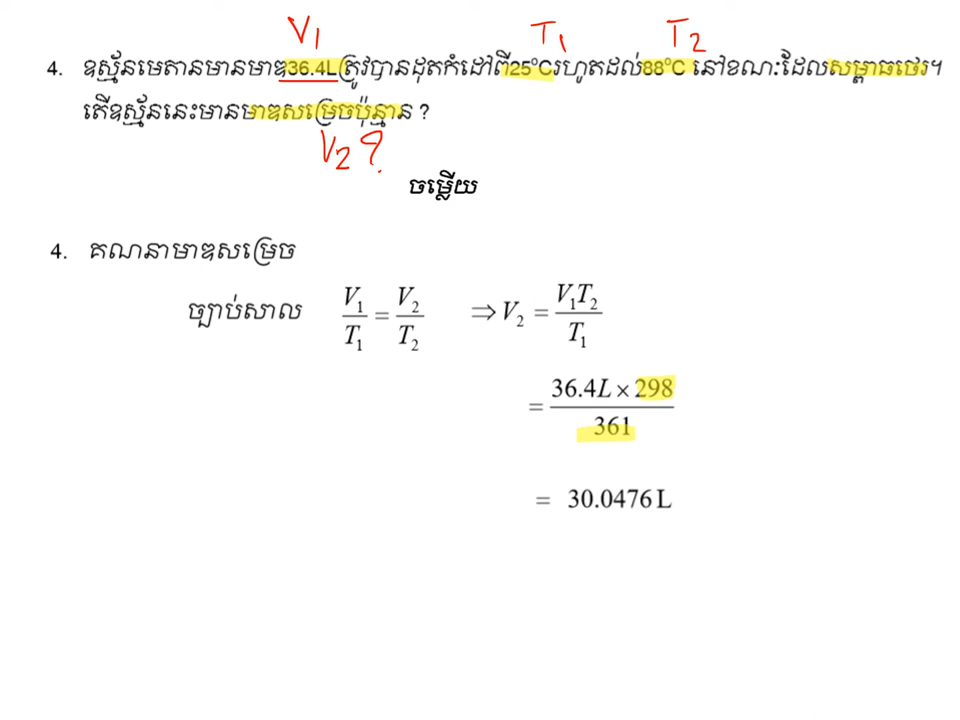 V1 T1 T2
4. ឧស្ម័នមេតានមានមាឌ36.4Lត្រូវបានដុតកំដៅពី25°Cរហូតដល់88°C នៅខណៈដែលសម្ពាធថេរ។
តើឧស្ម័ននេះមានមាឌសម្រេចប៉ុន្មាន ?
V2 ?
ចម្លើយ
4. គណនាមាឌសម្រេច
ច្បាប់សាល V₁/T₁ = V₂/T₂ ⇒ V₂ = V₁T₂/T₁
= 36.4L × 298/361
= 30.0476 L